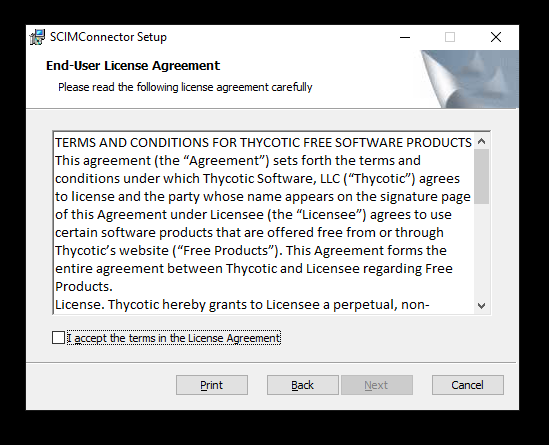 SCIMConnector Setup
End-User License Agreement
Please read the following license agreement carefully
TERMS AND CONDITIONS FOR THYCOTIC FREE SOFTWARE PRODUCTS
This agreement (the “Agreement”) sets forth the terms and
conditions under which Thycotic Software, LLC (“Thycotic”) agrees
to license and the party whose name appears on the signature page
of this Agreement under Licensee (the “Licensee”) agrees to use
certain software products that are offered free from or through
Thycotic’s website (“Free Products”). This Agreement forms the
entire agreement between Thycotic and Licensee regarding Free
Products.
License. Thycotic hereby grants to Licensee a perpetual, non-
I accept the terms in the License Agreement
Print Back Next Cancel